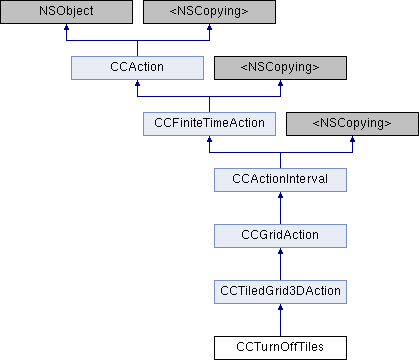 NSObject
<NSCopying>
CCAction
<NSCopying>
CCFiniteTimeAction
<NSCopying>
CCActionInterval
CCGridAction
CCTiledGrid3DAction
CCTurnOffTiles